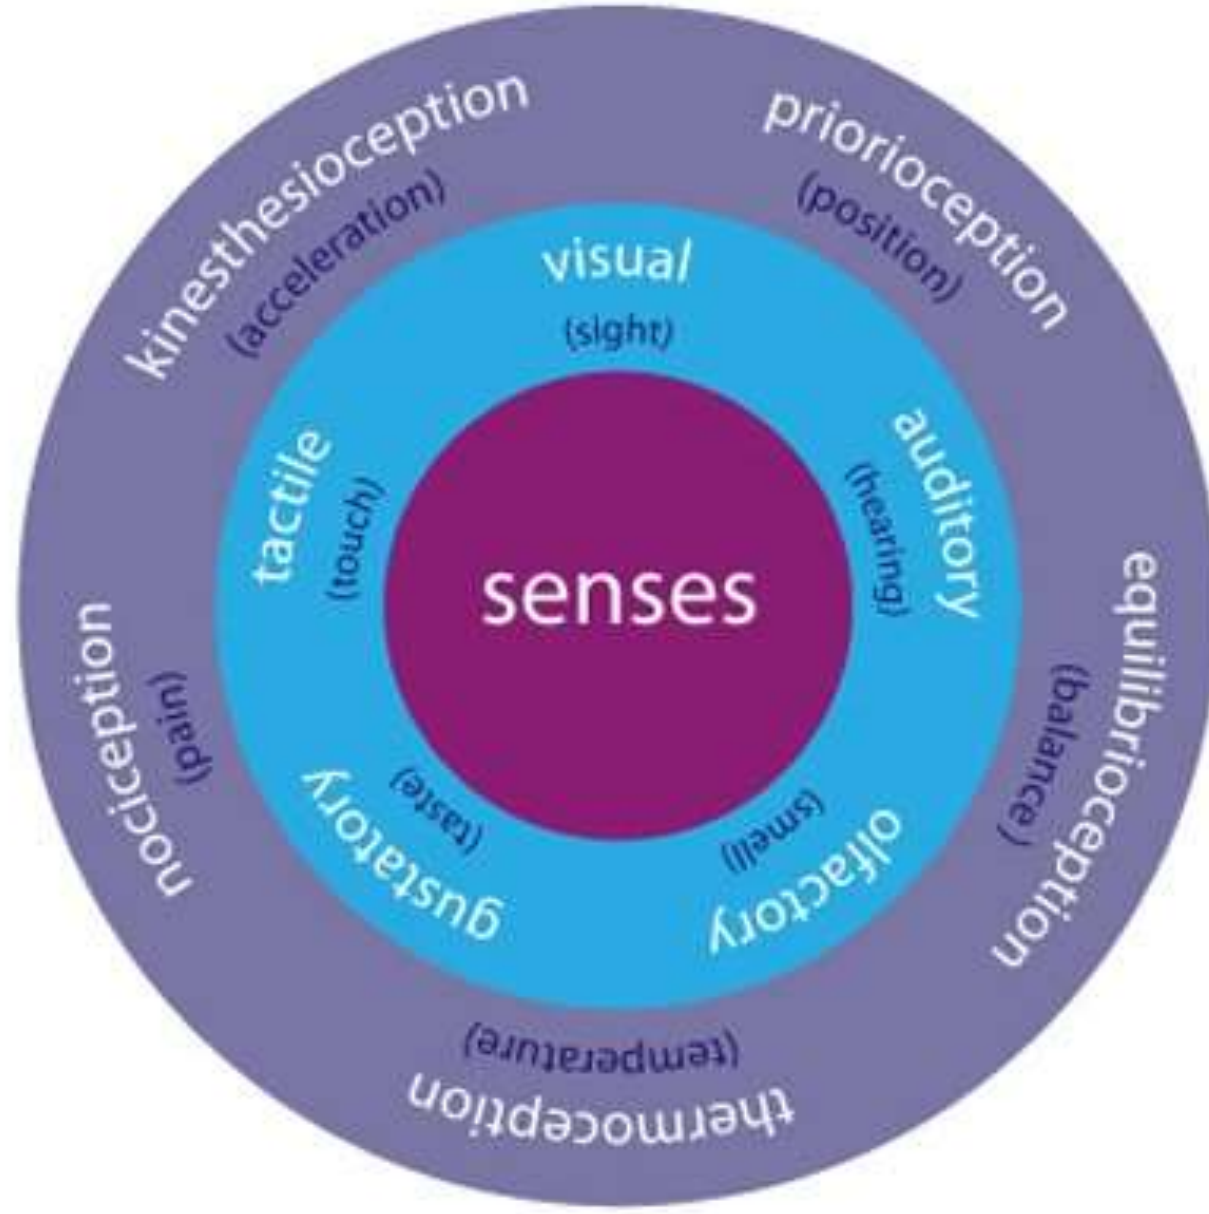 senses
visual
(sight)
auditory
(hearing)
olfactory
(smell)
gustatory
(taste)
tactile
(touch)
kinesthesioception
(acceleration)
priorioception
(position)
equilibrioception
(balance)
thermoception
(temperature)
nociception
(pain)